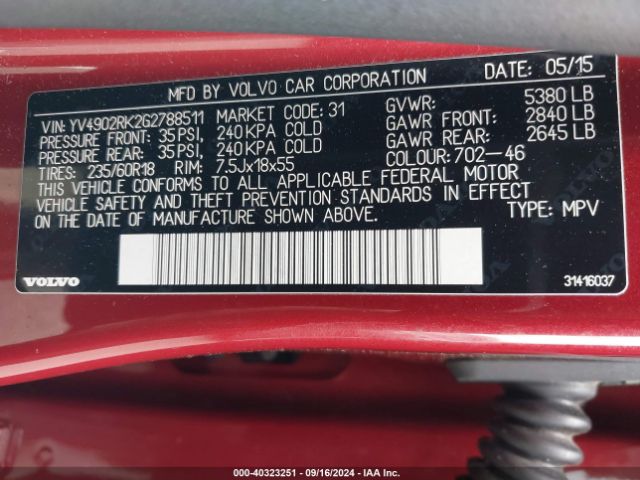 MFD BY VOLVO CAR CORPORATION DATE: 05/15
VIN: YV4902RK2G2788511 MARKET CODE: 31 GVWR: 5380 LB
PRESSURE FRONT: 35 PSI, 240 KPA COLD GAWR FRONT: 2840 LB
PRESSURE REAR: 35 PSI, 240 KPA COLD GAWR REAR: 2645 LB
TIRES: 235/60R18 RIM: 7.5Jx18x55 COLOUR: 702-46
THIS VEHICLE CONFORMS TO ALL APPLICABLE FEDERAL MOTOR
VEHICLE SAFETY AND THEFT PREVENTION STANDARDS IN EFFECT
ON THE DATE OF MANUFACTURE SHOWN ABOVE. TYPE: MPV
VOLVO 31416037
000-40323251 - 09/16/2024 - IAAI.CA